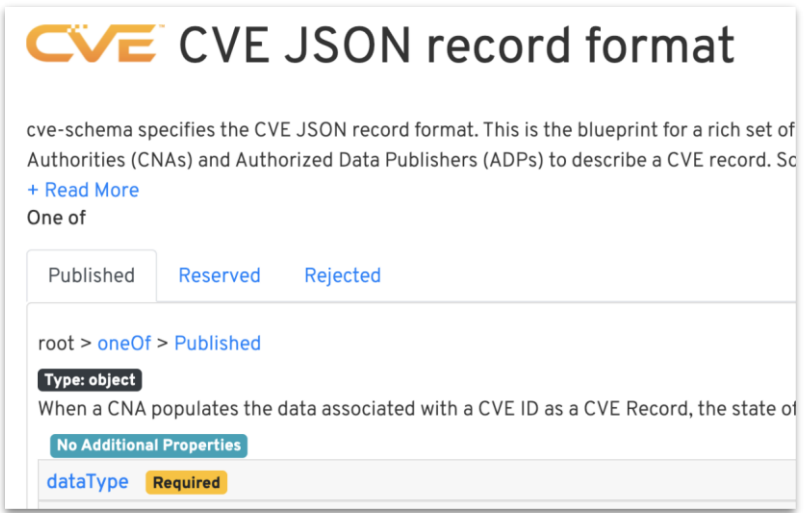 CVE™ CVE JSON record format
cve-schema specifies the CVE JSON record format. This is the blueprint for a rich set of
Authorities (CNAs) and Authorized Data Publishers (ADPs) to describe a CVE record. So
+ Read More
One of
Published Reserved Rejected
root > oneOf > Published
Type: object
When a CNA populates the data associated with a CVE ID as a CVE Record, the state of
No Additional Properties
dataType Required